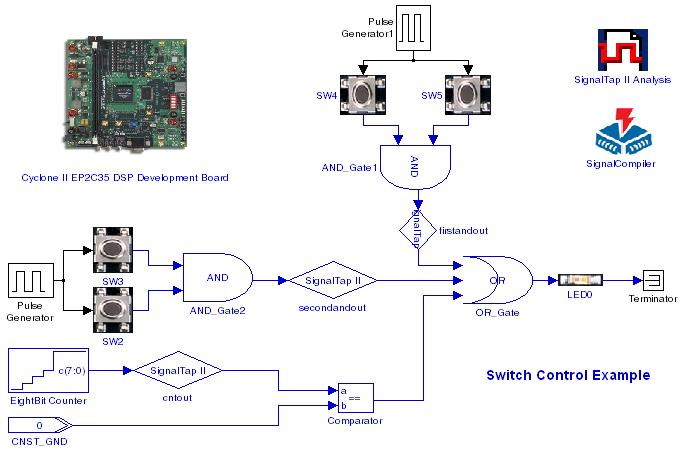 Pulse
Generator1
SignalTap II Analysis
SW4
SW5
SignalCompiler
AND_Gate1
AND
Cyclone II EP2C35 DSP Development Board
firstandout
SW3
AND
SignalTap II
OR
Pulse
Generator
AND_Gate2
secondandout
OR_Gate
LED0
Terminator
SW2
c(7:0)
SignalTap II
EightBit Counter
cntout
a
==
b
Switch Control Example
0
Comparator
CNST_GND